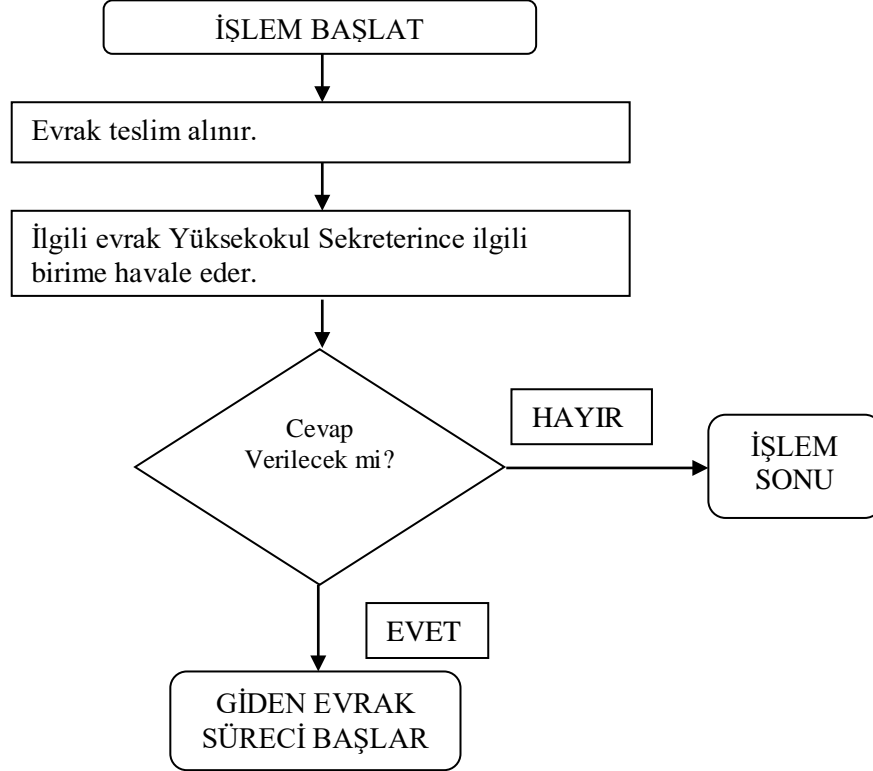 İŞLEM BAŞLAT
Evrak teslim alınır.
İlgili evrak Yüksekokul Sekreterince ilgili
birime havale eder.
Cevap
Verilecek mi?
HAYIR
İŞLEM
SONU
EVET
GİDEN EVRAK
SÜRECİ BAŞLAR